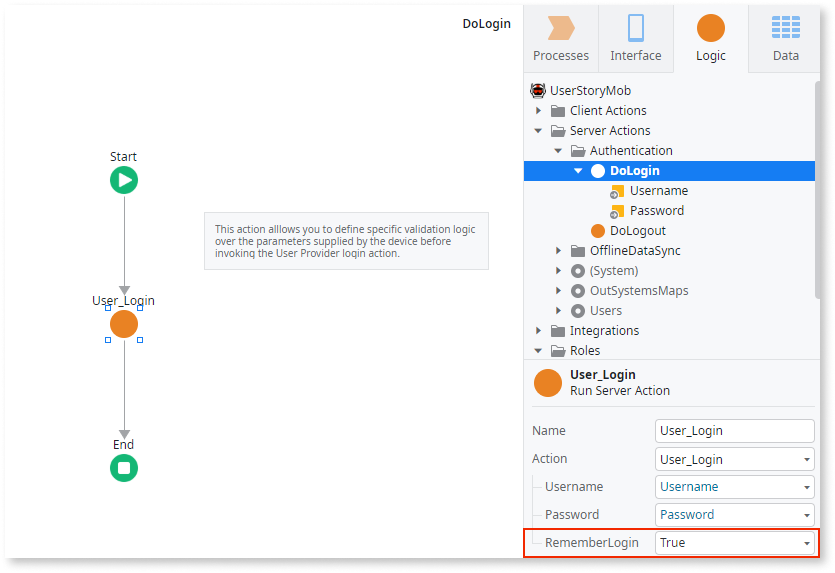 DoLogin
Start
This action alllows you to define specific validation logic
over the parameters supplied by the device before
invoking the User Provider login action.
User_Login
End
Processes
Interface
Logic
Data
UserStoryMob
Client Actions
Server Actions
Authentication
DoLogin
Username
Password
DoLogout
OfflineDataSync
(System)
OutSystemsMaps
Users
Integrations
Roles
User_Login
Run Server Action
Name User_Login
Action User_Login
Username Username
Password Password
RememberLogin True